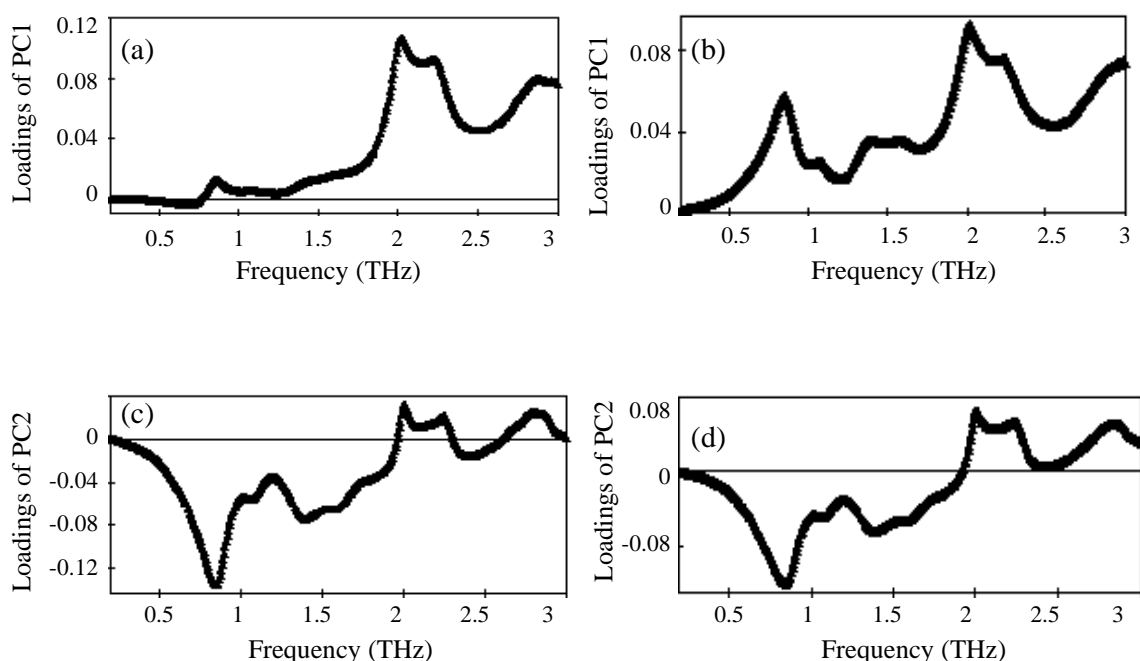 0.12
(a)
0.08
0.04
0
Loadings of PC1
0.5 1 1.5 2 2.5 3
Frequency (THz)
(b)
0.08
0.04
0
Loadings of PC1
0.5 1 1.5 2 2.5 3
Frequency (THz)
(c)
0
-0.04
-0.08
-0.12
Loadings of PC2
0.5 1 1.5 2 2.5 3
Frequency (THz)
0.08
(d)
0
-0.08
Loadings of PC2
0.5 1 1.5 2 2.5 3
Frequency (THz)